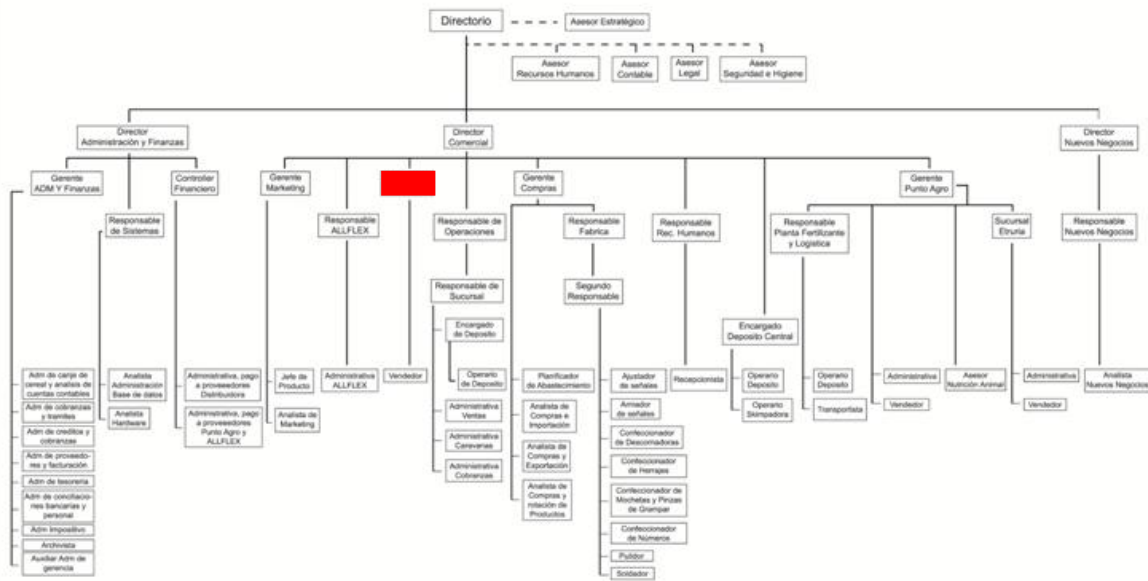 Directorio
Asesor Estratégico
Asesor
Recursos Humanos
Asesor
Contable
Asesor
Legal
Asesor
Seguridad e Higiene
Director
Administración y Finanzas
Director
Comercial
Director
Nuevos Negocios
Gerente
ADM Y Finanzas
Controller
Financiero
Gerente
Marketing
Gerente
Compras
Gerente
Punto Agro
Responsable
de Sistemas
Responsable
ALLFLEX
Responsable de
Operaciones
Responsable
Fabrica
Responsable
Rec. Humanos
Responsable
Planta Fertilizante
y Logistica
Sucursal
Etruria
Responsable
Nuevos Negocios
Responsable de
Sucursal
Segundo
Responsable
Encargado
de Deposito
Encargado
Deposito Central
Adm de canje de
cereal y analisis de
cuentas contables
Adm de cobranzas
y tramites
Adm de creditos y
cobranzas
Adm de proveedo-
res y facturación
Adm de tesoreria
Adm de conciliacio-
nes bancarias y
personal
Adm Impositivo
Archivista
Auxiliar Adm de
gerencia
Analista
Administración
Base de datos
Analista
Hardware
Administrativa, pago
a proveedores
Distribuidora
Administrativa, pago
a proveedores
Punto Agro y
ALLFLEX
Jefe de
Producto
Analista de
Marketing
Administrativa
ALLFLEX
Vendedor
Operario
de Deposito
Administrativa
Ventas
Administrativa
Caravanas
Administrativa
Cobranzas
Planificador
de Abastecimiento
Analista de
Compras e
Importación
Analista de
Compras y
Exportación
Analista de
Compras y
rotación de
Productos
Ajustador
de señales
Armador
de señales
Confeccionador
de Descornadoras
Confeccionador
de Herrajes
Confeccionador de
Mochetas y Pinzas
de Grampar
Confeccionador
de Números
Pulidor
Soldador
Recepcionista
Operario
Deposito
Operario
Skimpadora
Operario
Deposito
Transportista
Administrativa
Vendedor
Asesor
Nutrición Animal
Administrativa
Vendedor
Analista
Nuevos Negocios